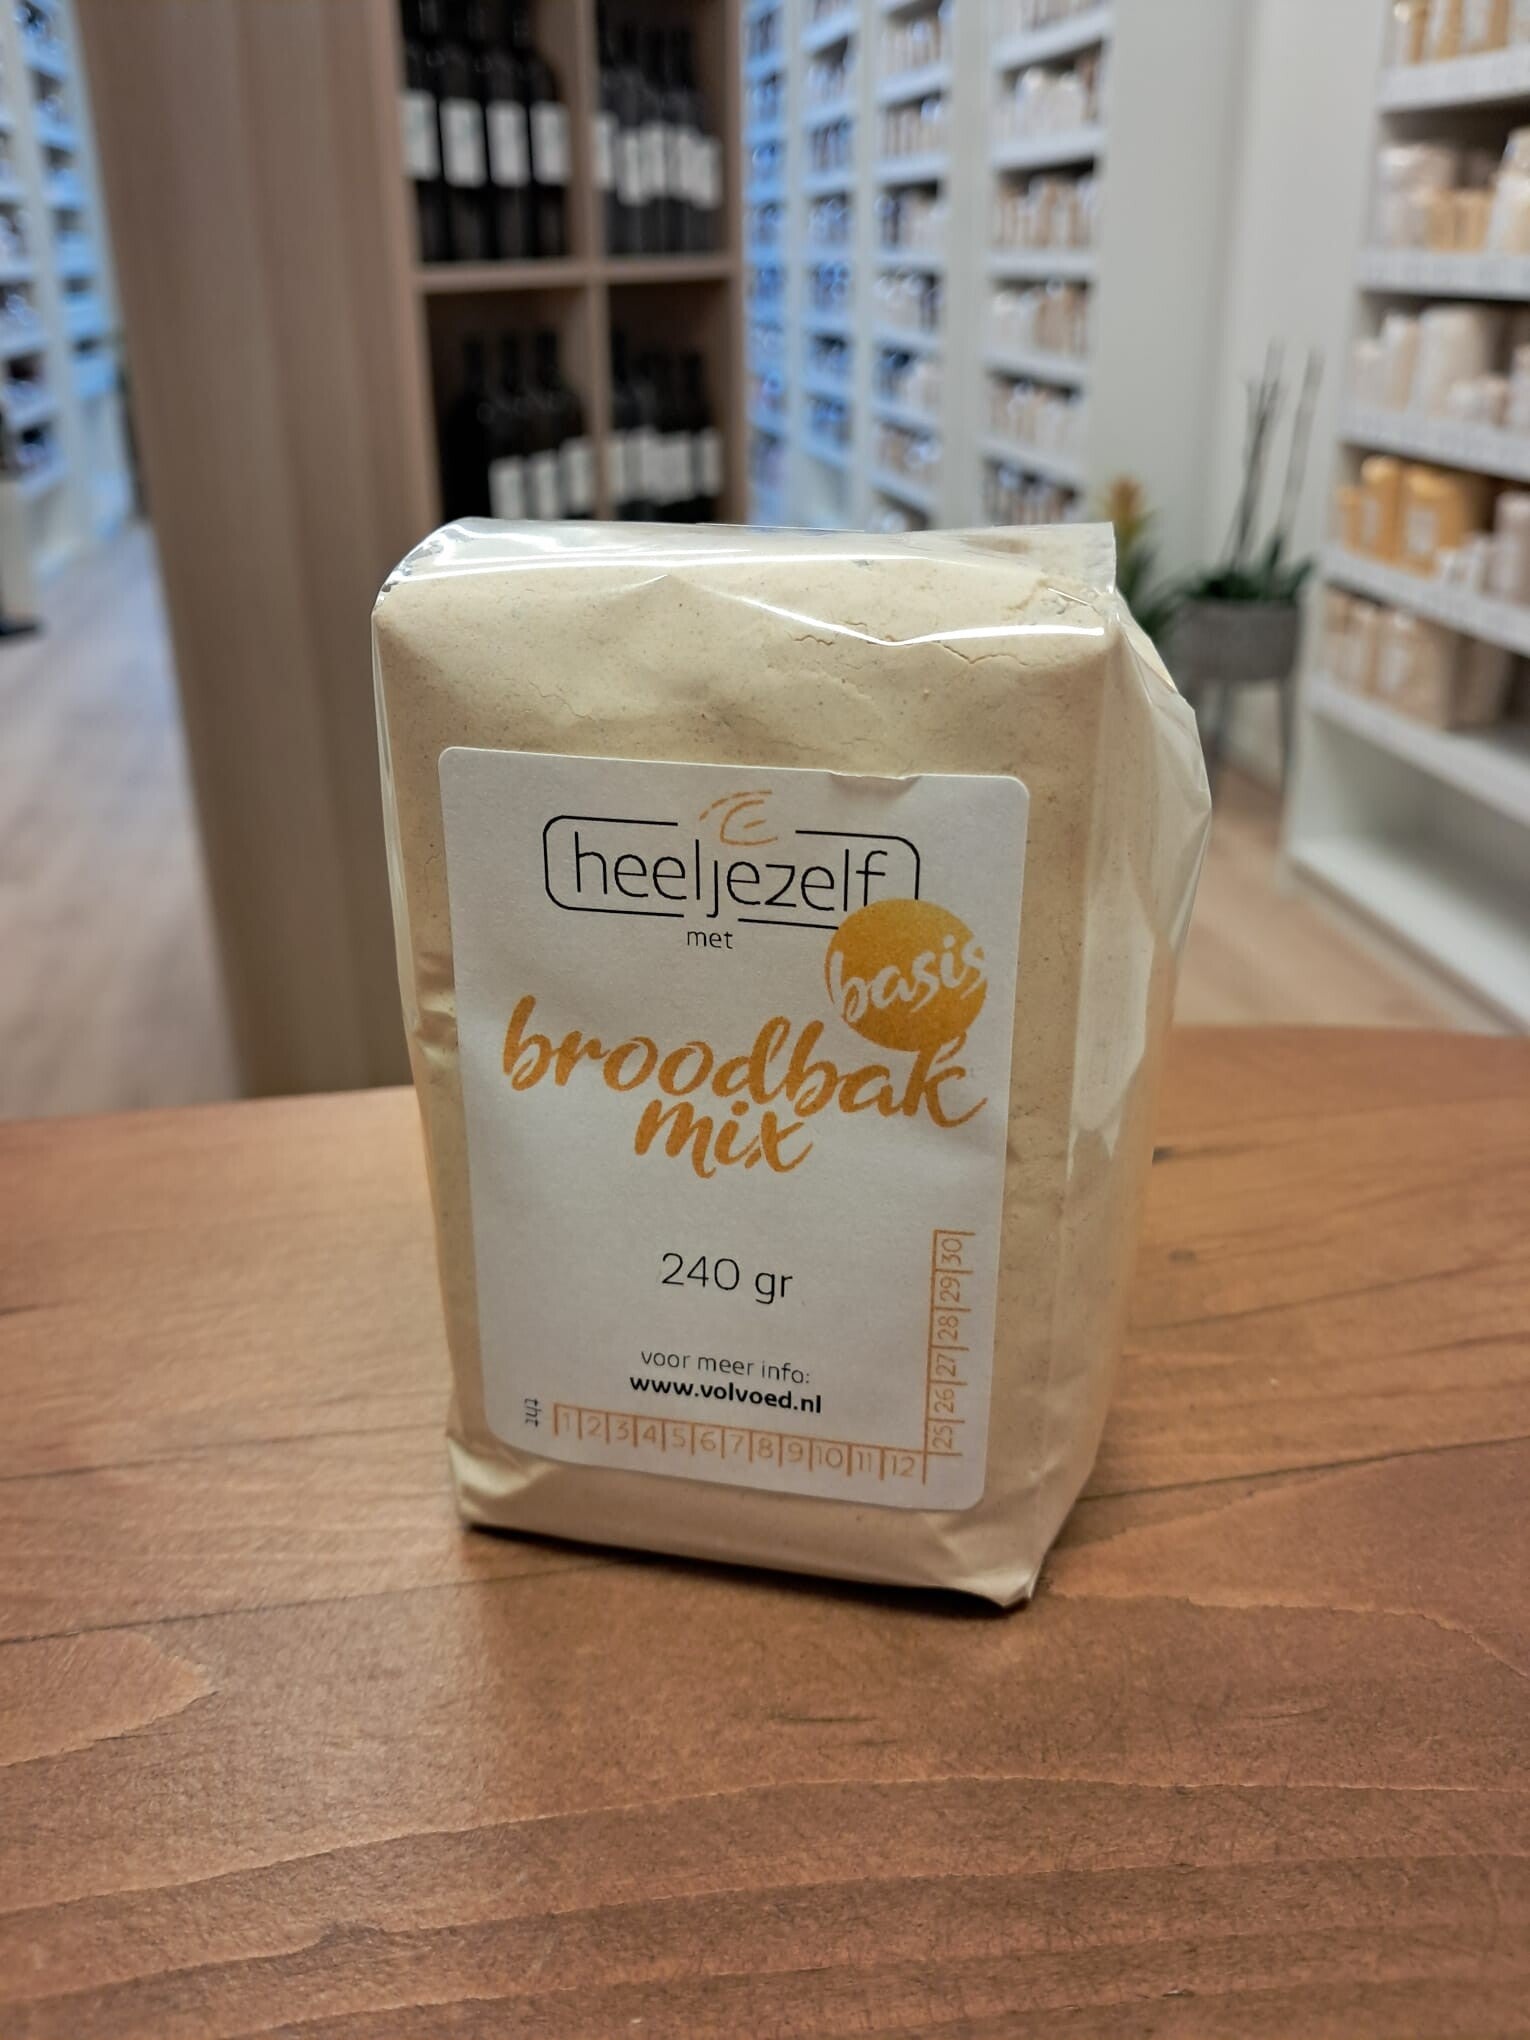 heeljezelf
met
basis
broodbak
mix
240 gr
voor meer info:
www.volvoed.nl
tht
1 2 3 4 5 6 7 8 9 10 11 12
25 26 27 28 29 30